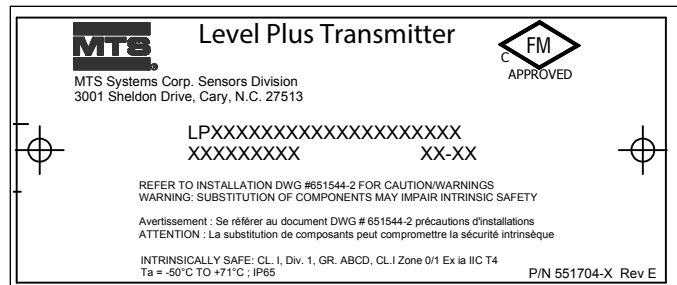 MTS
Level Plus Transmitter
C FM
APPROVED
MTS Systems Corp. Sensors Division
3001 Sheldon Drive, Cary, N.C. 27513
LPXXXXXXXXXXXXXXXXXXXX
XXXXXXXXX XX-XX
REFER TO INSTALLATION DWG #651544-2 FOR CAUTION/WARNINGS
WARNING: SUBSTITUTION OF COMPONENTS MAY IMPAIR INTRINSIC SAFETY
Avertissement : Se référer au document DWG # 651544-2 précautions d'installations
ATTENTION : La substitution de composants peut compromettre la sécurité intrinsèque
INTRINSICALLY SAFE: CL. I, Div. 1, GR. ABCD, CL.I Zone 0/1 Ex ia IIC T4
Ta = -50°C TO +71°C ; IP65
P/N 551704-X Rev E